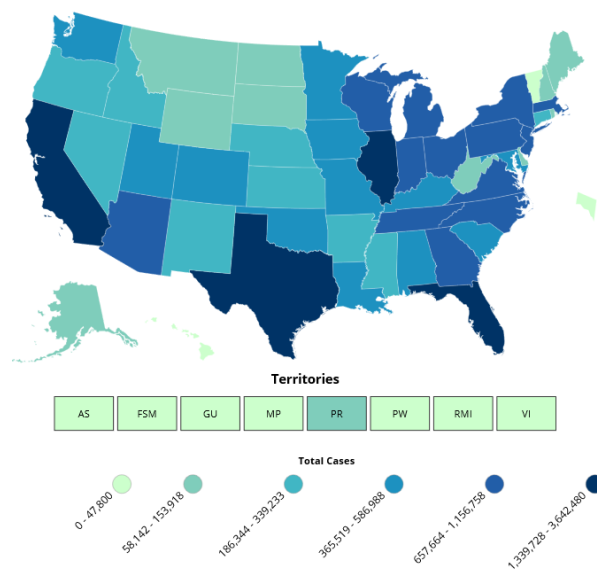 Territories
AS FSM GU MP PR PW RMI VI
Total Cases
0 - 47,800
58,142 - 153,918
186,344 - 339,233
365,519 - 586,988
657,664 - 1,156,758
1,339,728 - 3,642,480